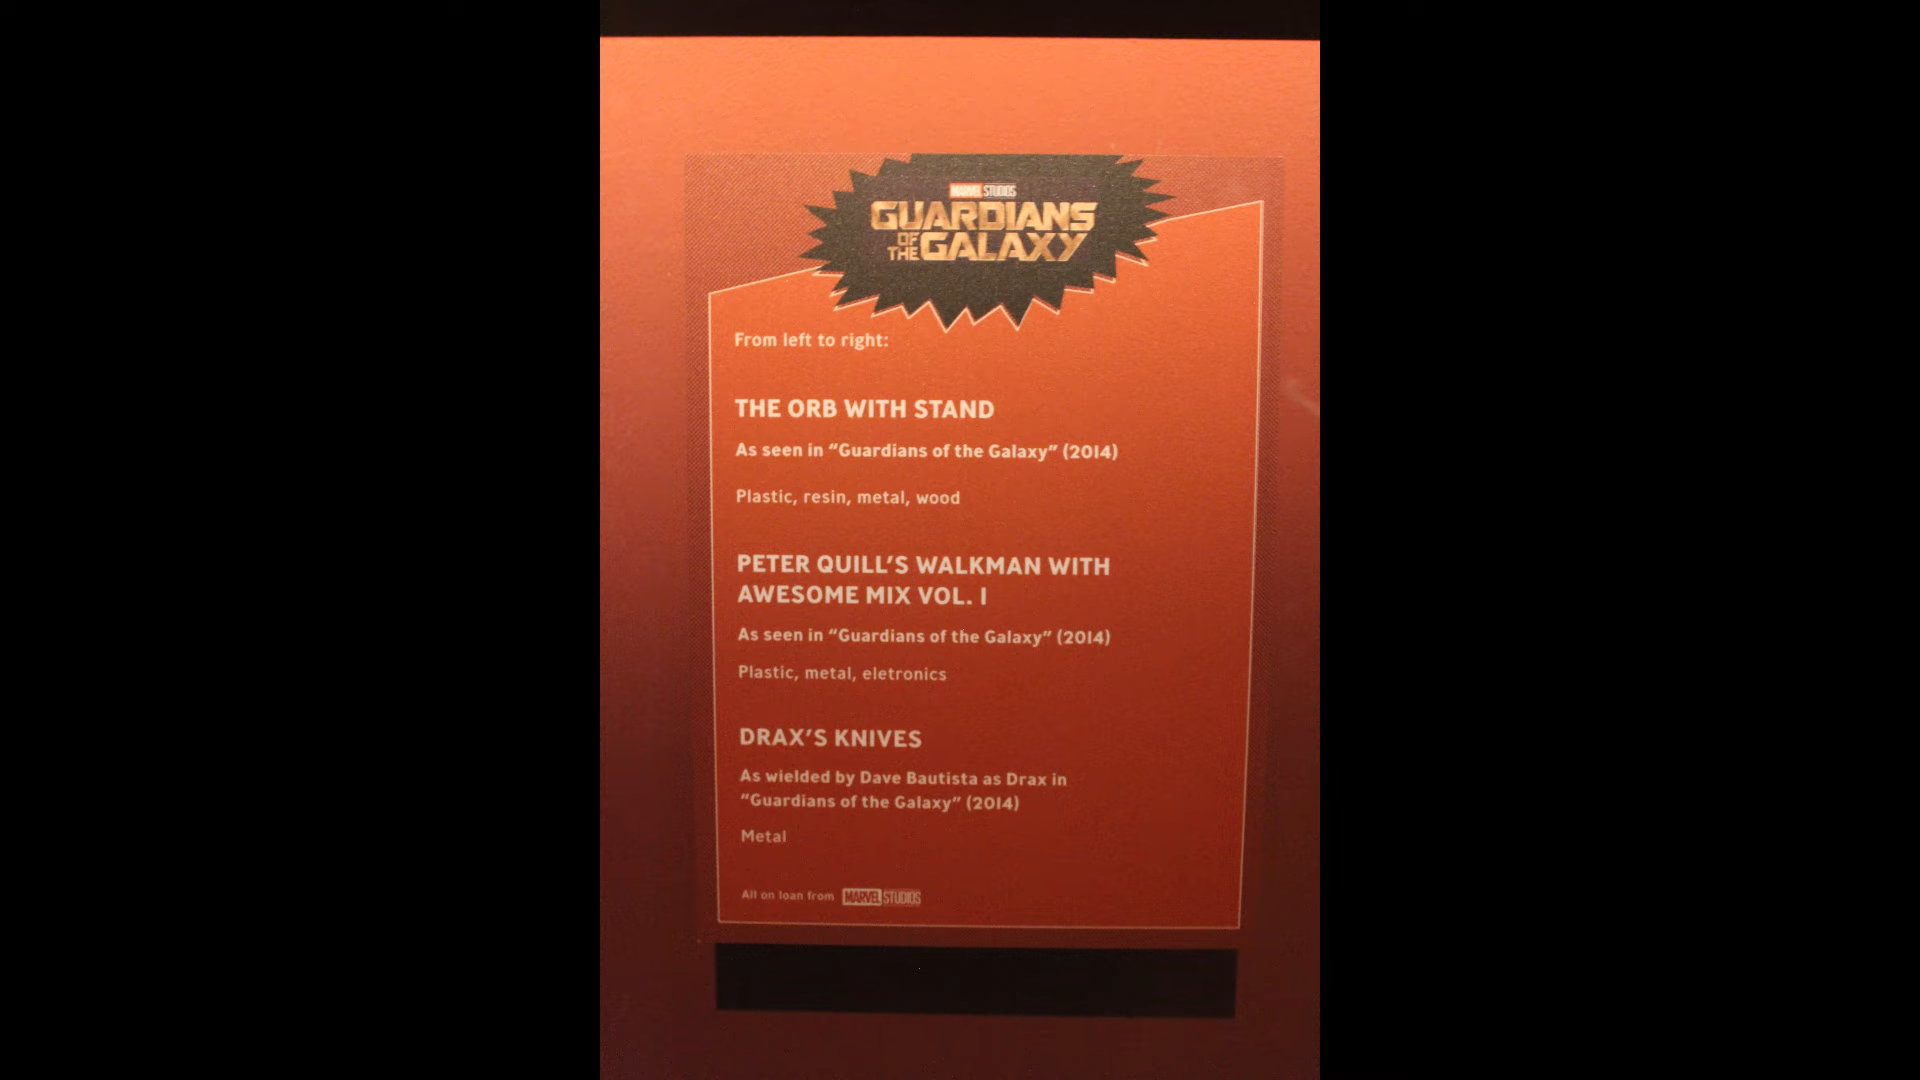 MARVEL STUDIOS
GUARDIANS
OF THE GALAXY
From left to right:
THE ORB WITH STAND
As seen in “Guardians of the Galaxy” (2014)
Plastic, resin, metal, wood
PETER QUILL’S WALKMAN WITH
AWESOME MIX VOL. 1
As seen in “Guardians of the Galaxy” (2014)
Plastic, metal, eletronics
DRAX’S KNIVES
As wielded by Dave Bautista as Drax in
“Guardians of the Galaxy” (2014)
Metal
All on loan from MARVEL STUDIOS